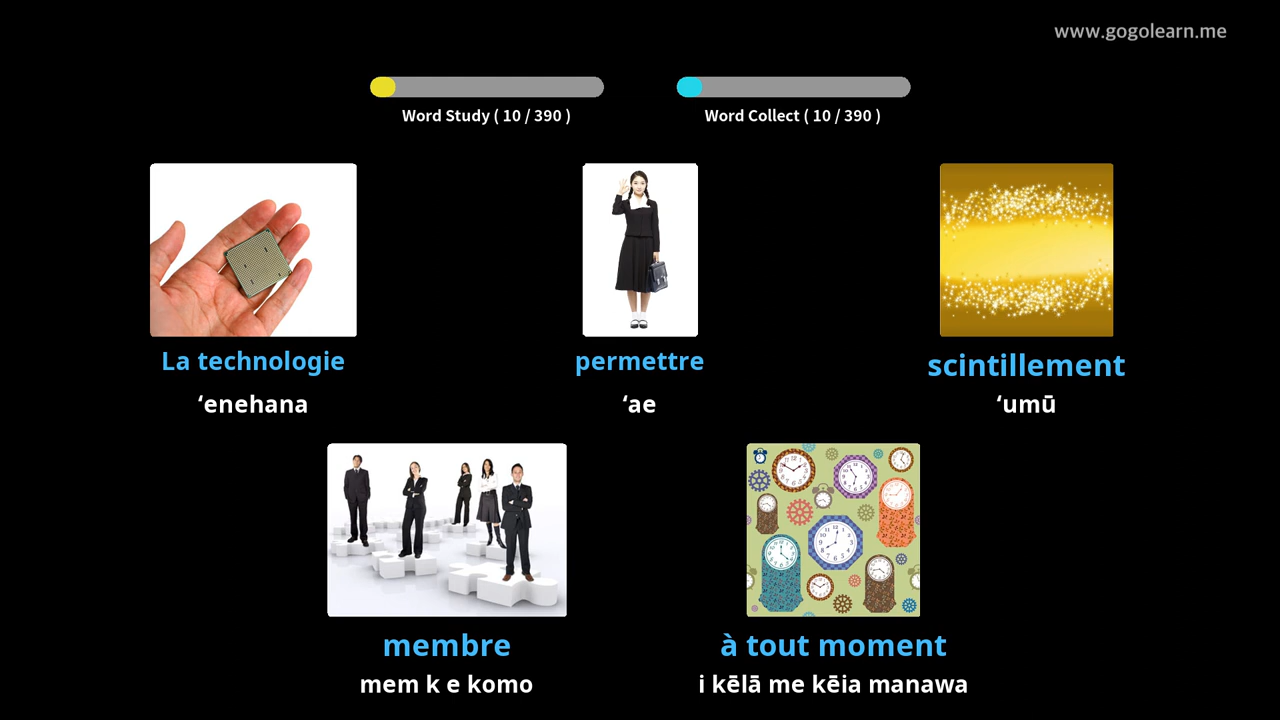 www.gogolearn.me
Word Study ( 10 / 390 )
Word Collect ( 10 / 390 )
La technologie
ʻenehana
permettre
ʻae
scintillement
ʻumū
membre
mem k e komo
à tout moment
i kēlā me kēia manawa